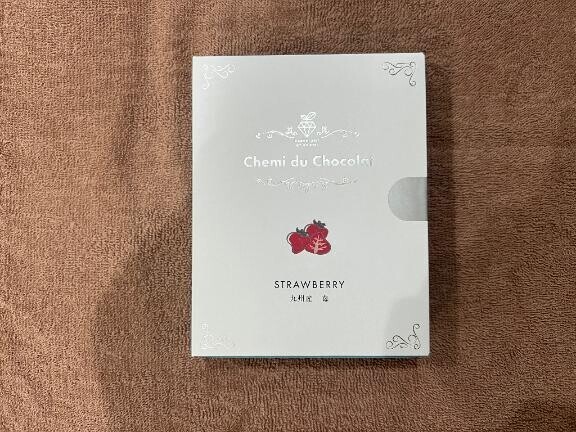 Chemi du Chocolat
STRAWBERRY
九州産 苺